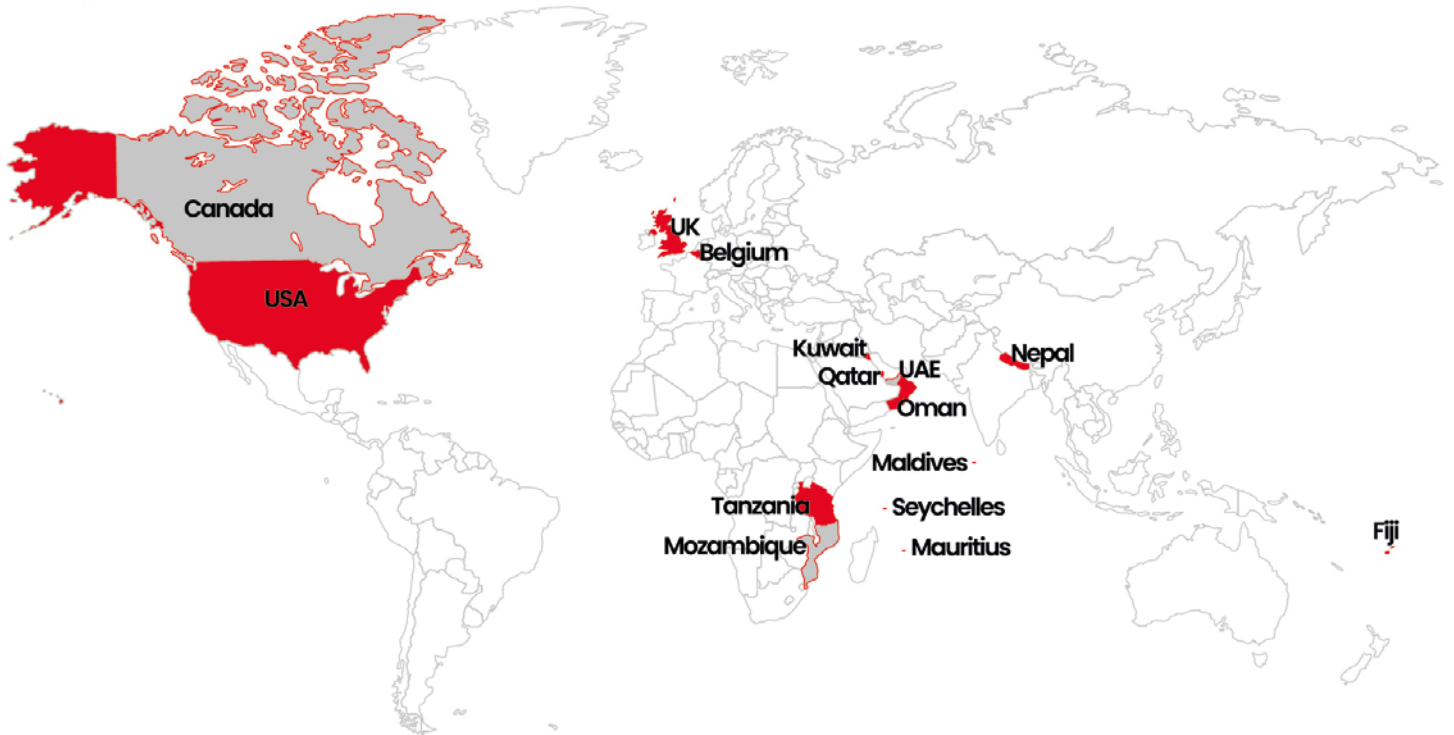 Canada
USA
UK
Belgium
Kuwait
Qatar
UAE
Oman
Nepal
Maldives
Tanzania
Seychelles
Mozambique
Mauritius
Fiji